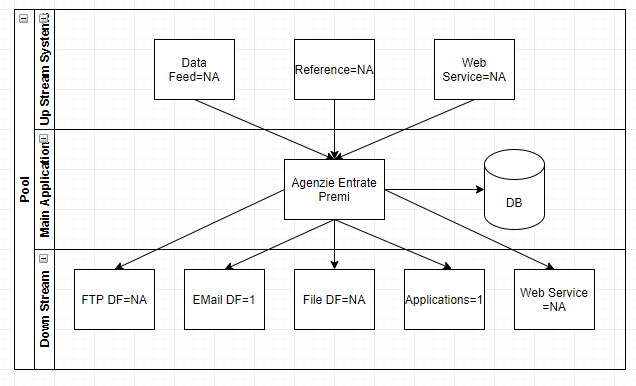 Pool
Up Stream System
Data
Feed=NA
Reference=NA
Web
Service=NA
Main Application
Agenzie Entrate
Premi
DB
Down Stream
FTP DF=NA
EMail DF=1
File DF=NA
Applications=1
Web Service
=NA